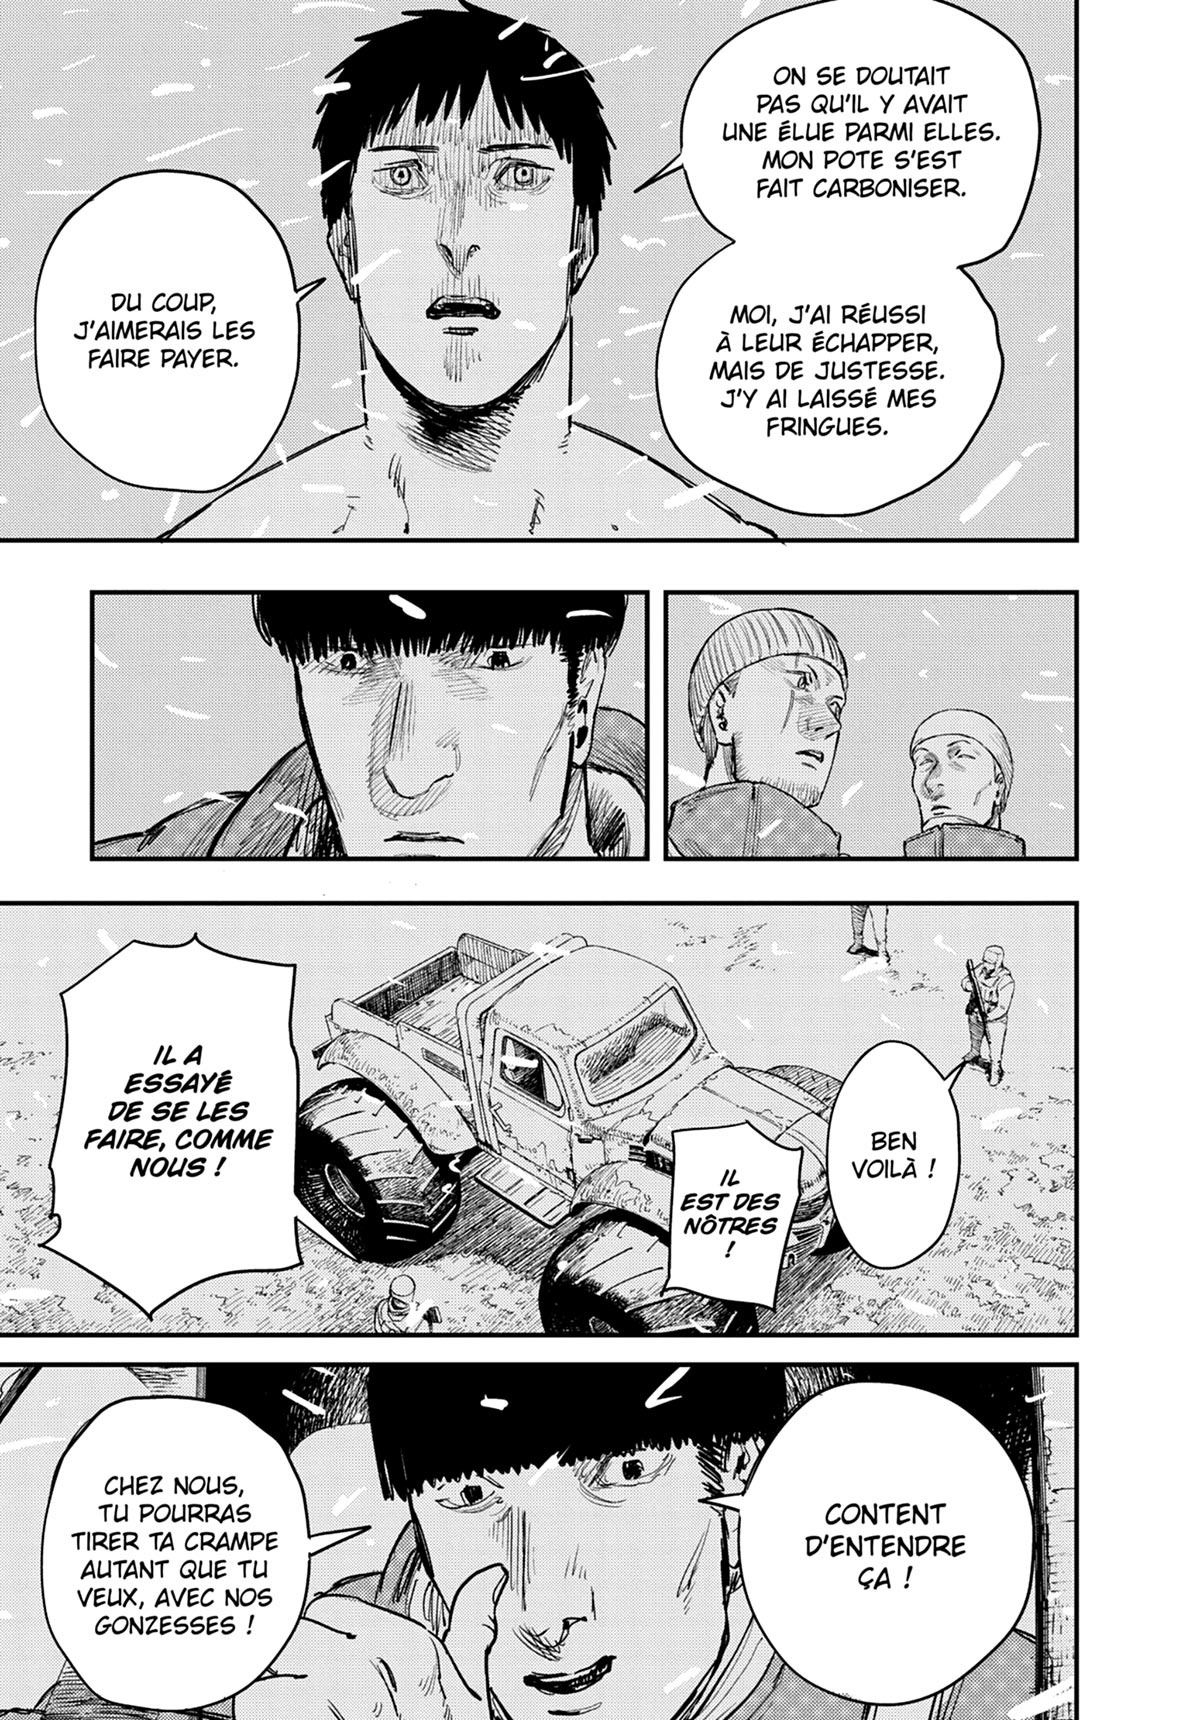 ON SE DOUTAIT
PAS QU'IL Y AVAIT
UNE ÉLUE PARMI ELLES.
MON POTE S'EST
FAIT CARBONISER.
MOI, J'AI RÉUSSI
À LEUR ÉCHAPPER,
MAIS DE JUSTESSE.
J'Y AI LAISSÉ MES
FRINGUES.
DU COUP,
J'AIMERAIS LES
FAIRE PAYER.
BEN
VOILÀ !
IL
EST DES
NÔTRES
!
IL A
ESSAYÉ
DE SE LES
FAIRE, COMME
NOUS !
CONTENT
D'ENTENDRE
ÇA !
CHEZ NOUS,
TU POURRAS
TIRER TA CRAMPE
AUTANT QUE TU
VEUX, AVEC NOS
GONZESSES !